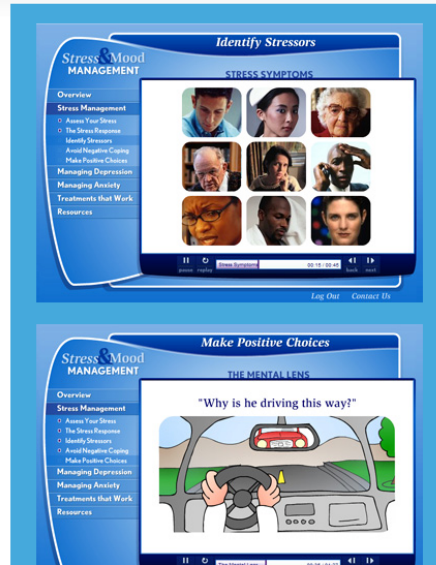 Identify Stressors
Stress & Mood
MANAGEMENT
STRESS SYMPTOMS
Overview
Stress Management
Assess Your Stress
The Stress Response
Identify Stressors
Avoid Negative Coping
Make Positive Choices
Managing Depression
Managing Anxiety
Treatments that Work
Resources
pause replay
Stress Symptoms
00:15 / 00:45
back next
Log Out Contact Us
Make Positive Choices
Stress & Mood
MANAGEMENT
THE MENTAL LENS
Overview
Stress Management
Assess Your Stress
The Stress Response
Identify Stressors
Avoid Negative Coping
Make Positive Choices
Managing Depression
Managing Anxiety
Treatments that Work
Resources
"Why is he driving this way?"
The Mental Lens